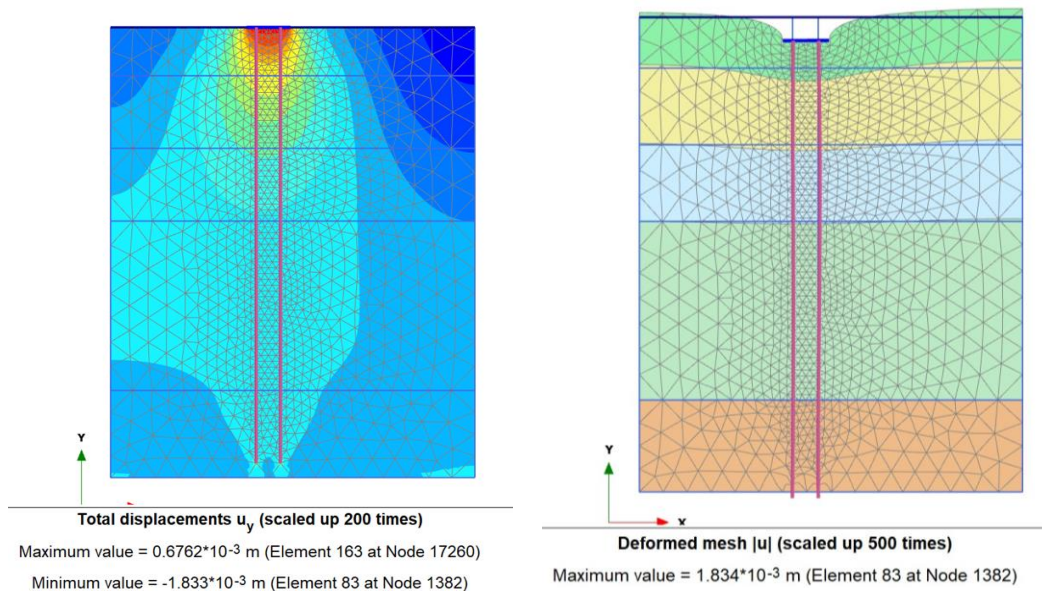 Y
Total displacements u_y (scaled up 200 times)
Maximum value = 0.6762*10^-3 m (Element 163 at Node 17260)
Minimum value = -1.833*10^-3 m (Element 83 at Node 1382)
Y
X
Deformed mesh |u| (scaled up 500 times)
Maximum value = 1.834*10^-3 m (Element 83 at Node 1382)